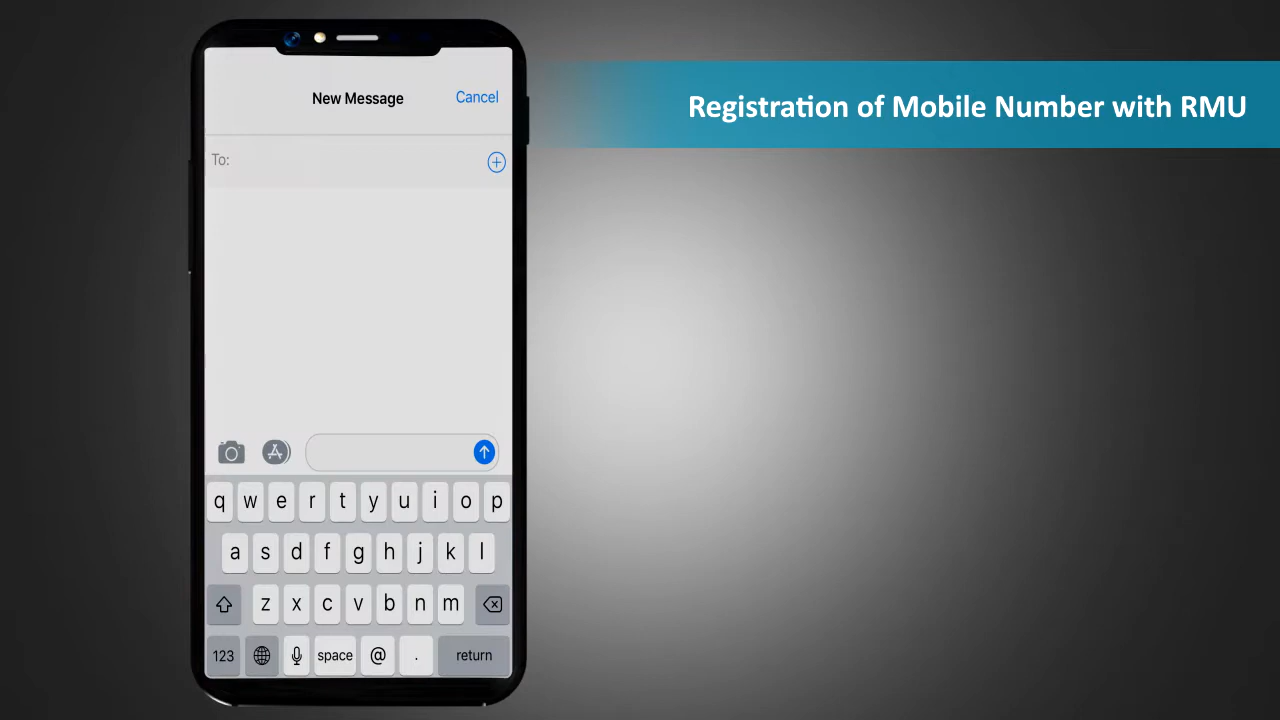 Registration of Mobile Number with RMU
New Message
Cancel
To:
q w e r t y u i o p
a s d f g h j k l
z x c v b n m
123 space @ . return